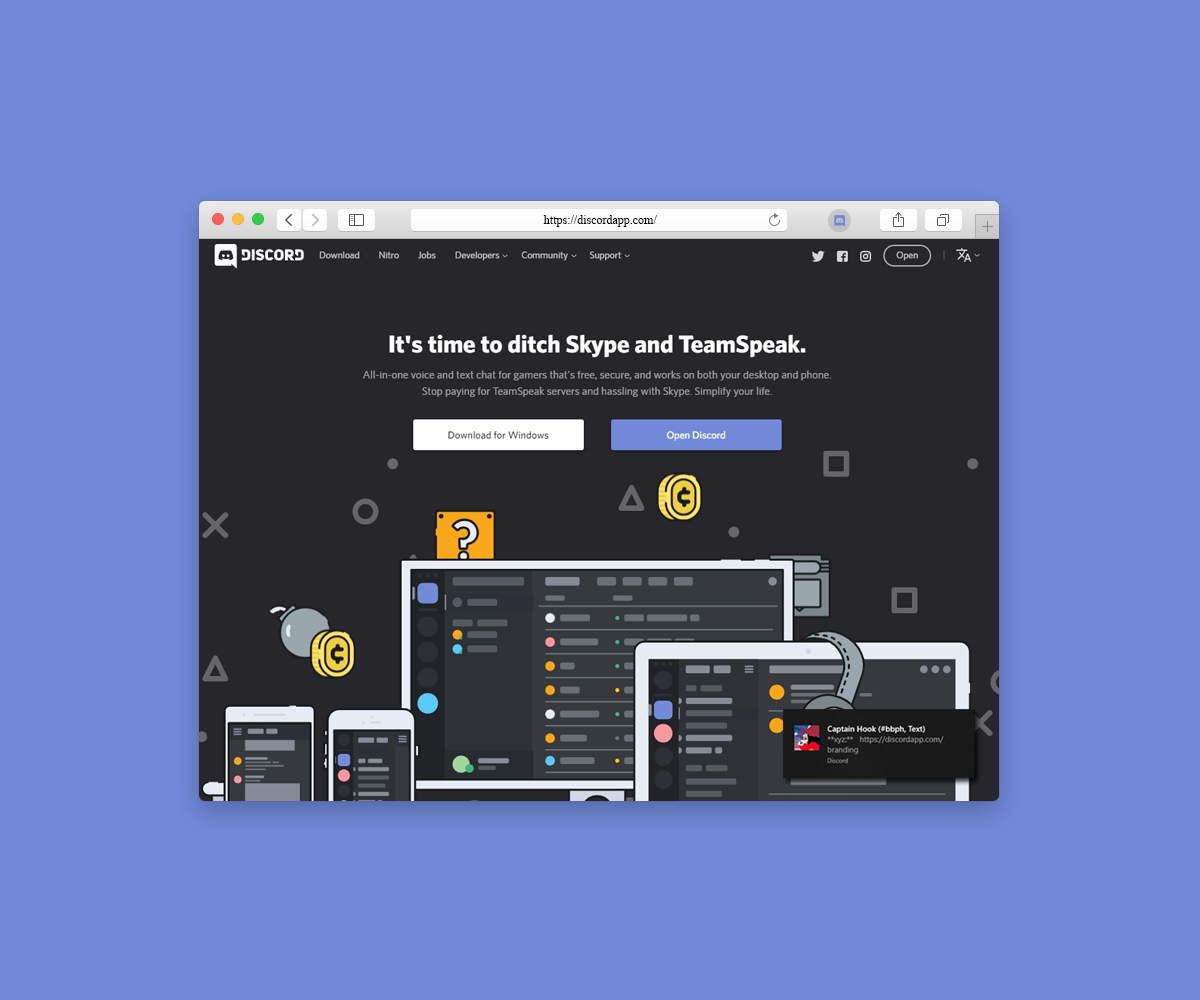 https://discordapp.com/
DISCORD Download Nitro Jobs Developers Community Support Open
It's time to ditch Skype and TeamSpeak.
All-in-one voice and text chat for gamers that's free, secure, and works on both your desktop and phone.
Stop paying for TeamSpeak servers and hassling with Skype. Simplify your life.
Download for Windows Open Discord
?
Captain Hook (#bbph, Text)
**xyz:** https://discordapp.com/
branding
Discord